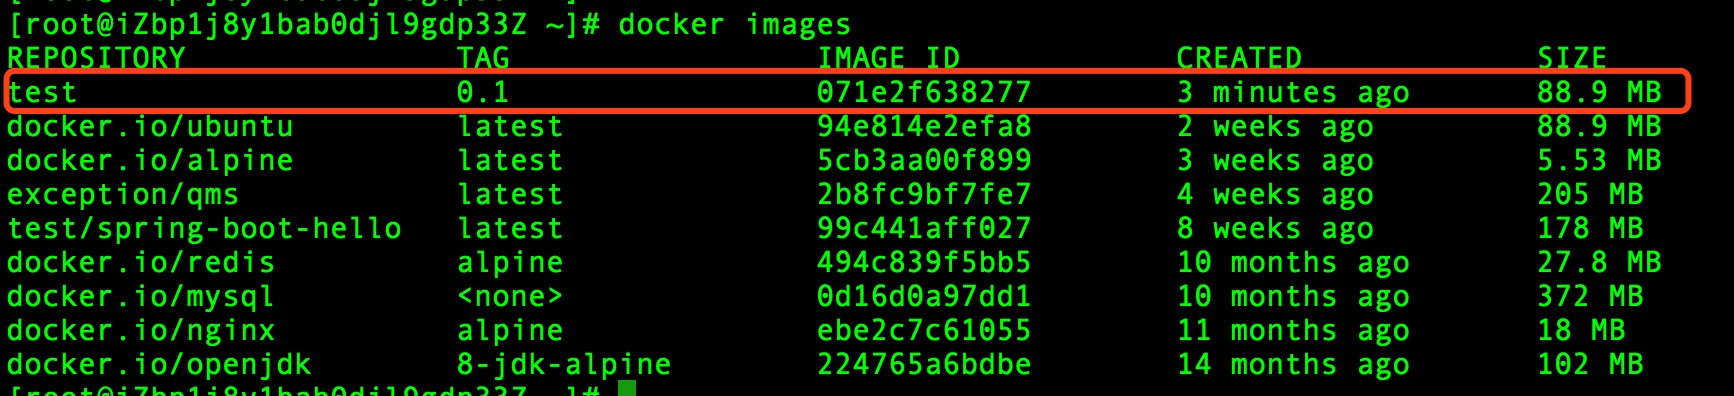 [root@iZbp1j8y1bab0djl9gdp33Z ~]# docker images
REPOSITORY TAG IMAGE ID CREATED SIZE
test 0.1 071e2f638277 3 minutes ago 88.9 MB
docker.io/ubuntu latest 94e814e2efa8 2 weeks ago 88.9 MB
docker.io/alpine latest 5cb3aa00f899 3 weeks ago 5.53 MB
exception/qms latest 2b8fc9bf7fe7 4 weeks ago 205 MB
test/spring-boot-hello latest 99c441aff027 8 weeks ago 178 MB
docker.io/redis alpine 494c839f5bb5 10 months ago 27.8 MB
docker.io/mysql <none> 0d16d0a97dd1 10 months ago 372 MB
docker.io/nginx alpine ebe2c7c61055 11 months ago 18 MB
docker.io/openjdk 8-jdk-alpine 224765a6bdbe 14 months ago 102 MB
[root@iZbp1j8y1bab0djl9gdp33Z ~]#